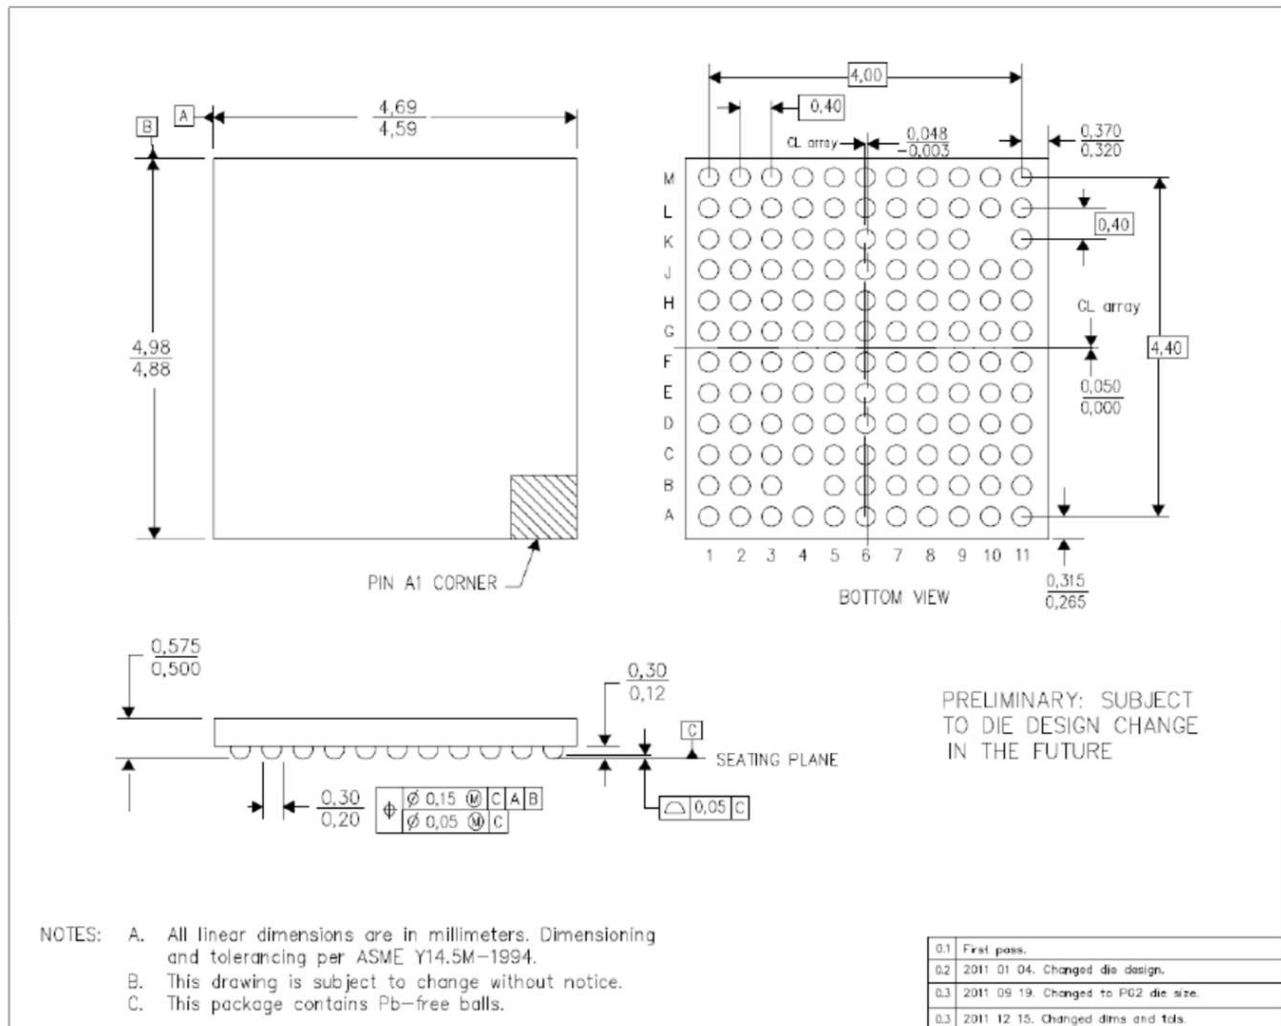 4,69
4,59
A
B
4,98
4,88
PIN A1 CORNER
4,00
0,40
CL array
0,048
-0,003
0,370
0,320
M
L
K
J
H
G
F
E
D
C
B
A
0,40
CL array
4,40
0,050
0,000
1 2 3 4 5 6 7 8 9 10 11
BOTTOM VIEW
0,315
0,265
0,575
0,500
0,30
0,12
C
SEATING PLANE
0,30
0,20
⌖ Ø 0,15 Ⓜ C A B
Ø 0,05 Ⓜ C
⌓ 0,05 C
PRELIMINARY: SUBJECT
TO DIE DESIGN CHANGE
IN THE FUTURE
NOTES: A. All linear dimensions are in millimeters. Dimensioning
and tolerancing per ASME Y14.5M-1994.
B. This drawing is subject to change without notice.
C. This package contains Pb-free balls.
0.1 First pass.
0.2 2011 01 04. Changed die design.
0.3 2011 09 19. Changed to PG2 die size.
0.3 2011 12 15. Changed dims and tols.